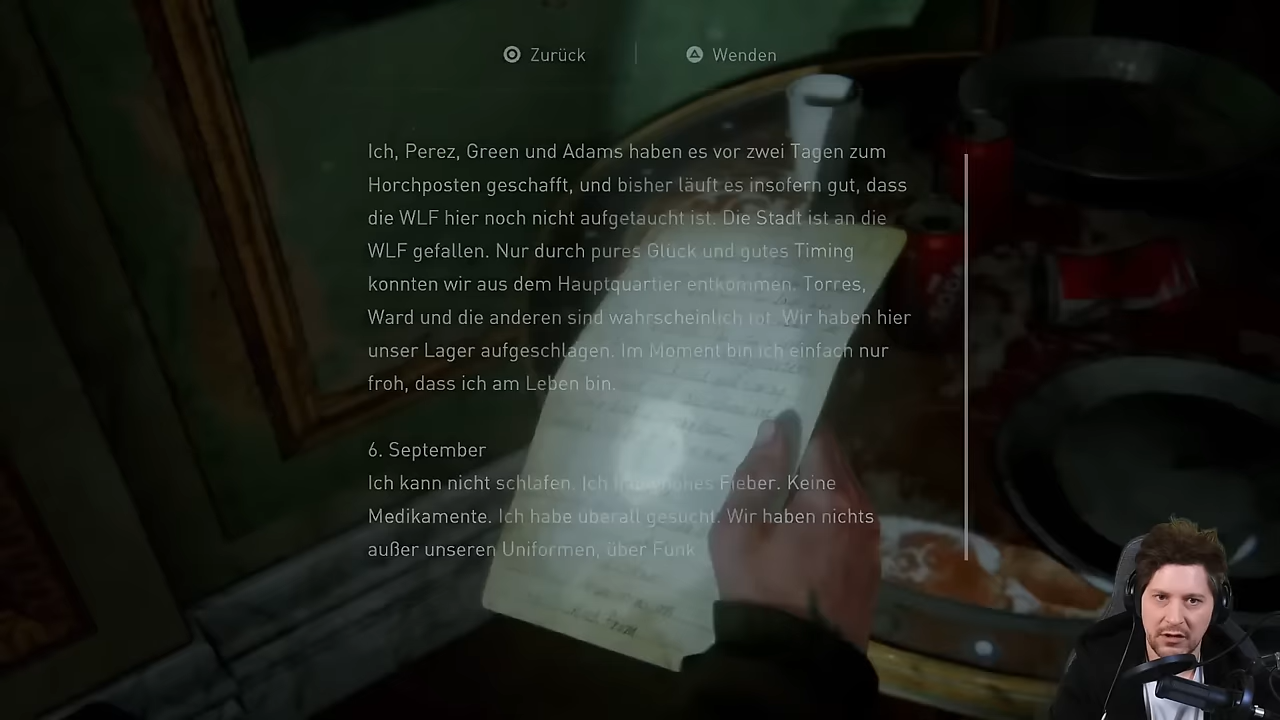 Zurück
Wenden
Ich, Perez, Green und Adams haben es vor zwei Tagen zum
Horchposten geschafft, und bisher läuft es insofern gut, dass
die WLF hier noch nicht aufgetaucht ist. Die Stadt ist an die
WLF gefallen. Nur durch pures Glück und gutes Timing
konnten wir aus dem Hauptquartier entkommen. Torres,
Ward und die anderen sind wahrscheinlich tot. Wir haben hier
unser Lager aufgeschlagen. Im Moment bin ich einfach nur
froh, dass ich am Leben bin.
6. September
Ich kann nicht schlafen. Ich hohes Fieber. Keine
Medikamente. Ich habe überall gesucht. Wir haben nichts
außer unseren Uniformen, über Funk